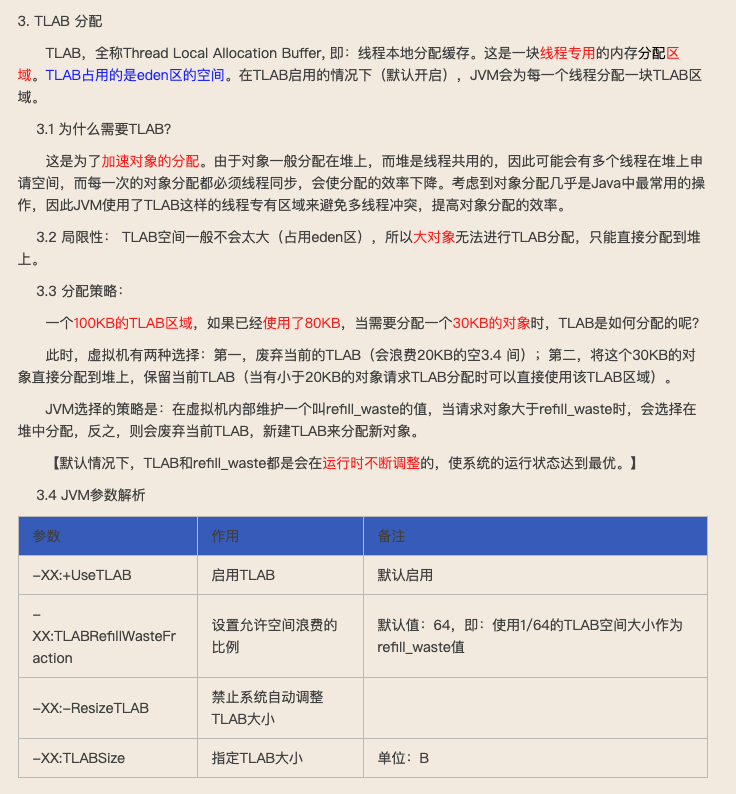 3. TLAB 分配
TLAB，全称Thread Local Allocation Buffer, 即：线程本地分配缓存。这是一块线程专用的内存分配区
域。TLAB占用的是eden区的空间。在TLAB启用的情况下（默认开启），JVM会为每一个线程分配一块TLAB区
域。
3.1 为什么需要TLAB?
这是为了加速对象的分配。由于对象一般分配在堆上，而堆是线程共用的，因此可能会有多个线程在堆上申
请空间，而每一次的对象分配都必须线程同步，会使分配的效率下降。考虑到对象分配几乎是Java中最常用的操
作，因此JVM使用了TLAB这样的线程专有区域来避免多线程冲突，提高对象分配的效率。
3.2 局限性： TLAB空间一般不会太大（占用eden区），所以大对象无法进行TLAB分配，只能直接分配到堆
上。
3.3 分配策略：
一个100KB的TLAB区域，如果已经使用了80KB，当需要分配一个30KB的对象时，TLAB是如何分配的呢?
此时，虚拟机有两种选择：第一，废弃当前的TLAB（会浪费20KB的空3.4 间）；第二，将这个30KB的对
象直接分配到堆上，保留当前TLAB（当有小于20KB的对象请求TLAB分配时可以直接使用该TLAB区域）。
JVM选择的策略是：在虚拟机内部维护一个叫refill_waste的值，当请求对象大于refill_waste时，会选择在
堆中分配，反之，则会废弃当前TLAB，新建TLAB来分配新对象。
【默认情况下，TLAB和refill_waste都是会在运行时不断调整的，使系统的运行状态达到最优。】
3.4 JVM参数解析
参数 作用 备注
-XX:+UseTLAB 启用TLAB 默认启用
-
XX:TLABRefillWasteFr
action
设置允许空间浪费的
比例
默认值：64，即：使用1/64的TLAB空间大小作为
refill_waste值
-XX:-ResizeTLAB
禁止系统自动调整
TLAB大小
-XX:TLABSize 指定TLAB大小 单位：B